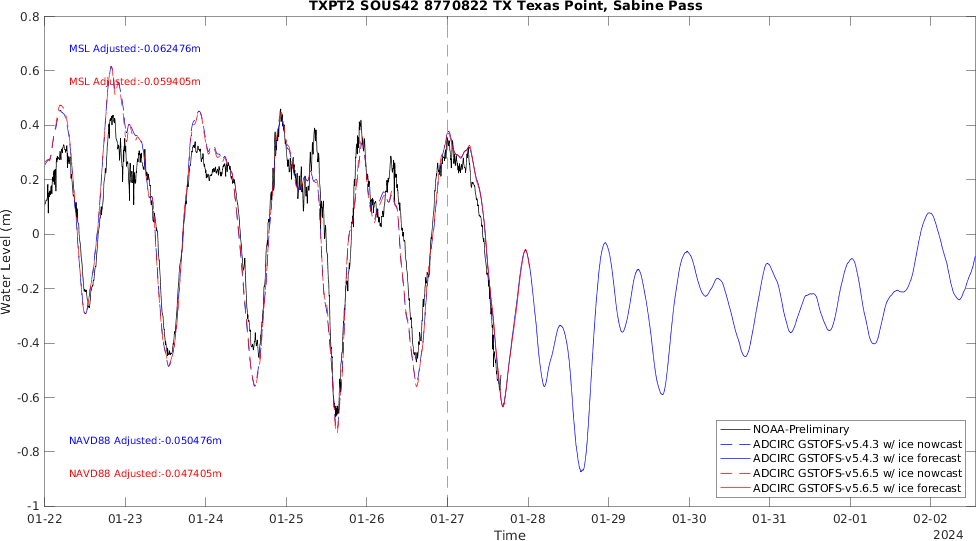 TXPT2 SOUS42 8770822 TX Texas Point, Sabine Pass
0.8
0.6
0.4
0.2
0
-0.2
-0.4
-0.6
-0.8
-1
Water Level (m)
MSL Adjusted:-0.062476m
MSL Adjusted:-0.059405m
NAVD88 Adjusted:-0.050476m
NAVD88 Adjusted:-0.047405m
NOAA-Preliminary
ADCIRC GSTOFS-v5.4.3 w/ ice nowcast
ADCIRC GSTOFS-v5.4.3 w/ ice forecast
ADCIRC GSTOFS-v5.6.5 w/ ice nowcast
ADCIRC GSTOFS-v5.6.5 w/ ice forecast
01-22 01-23 01-24 01-25 01-26 01-27 01-28 01-29 01-30 01-31 02-01 02-02
2024
Time